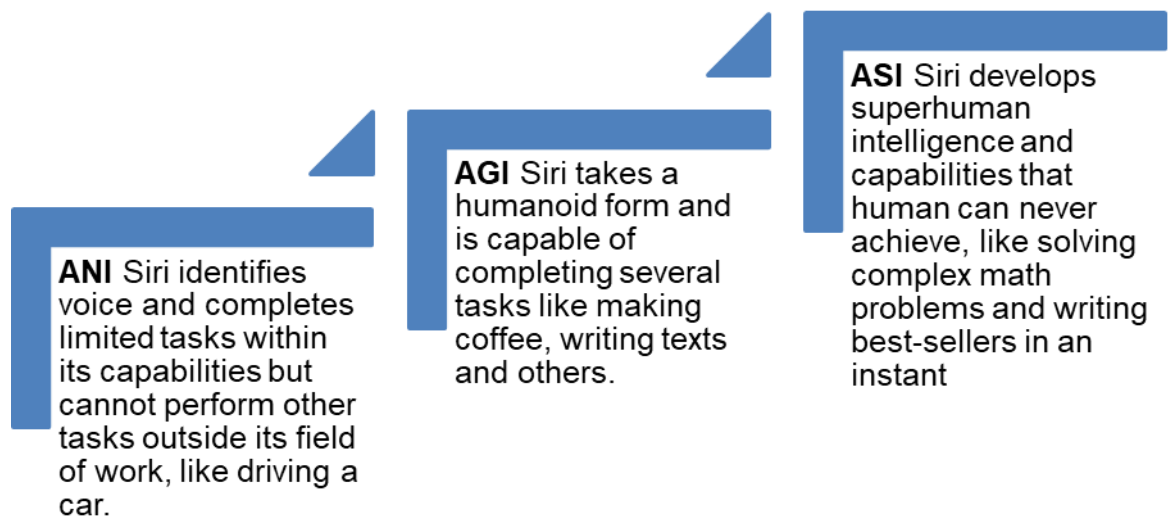 ANI Siri identifies
voice and completes
limited tasks within
its capabilities but
cannot perform other
tasks outside its field
of work, like driving a
car.
AGI Siri takes a
humanoid form and
is capable of
completing several
tasks like making
coffee, writing texts
and others.
ASI Siri develops
superhuman
intelligence and
capabilities that
human can never
achieve, like solving
complex math
problems and writing
best-sellers in an
instant